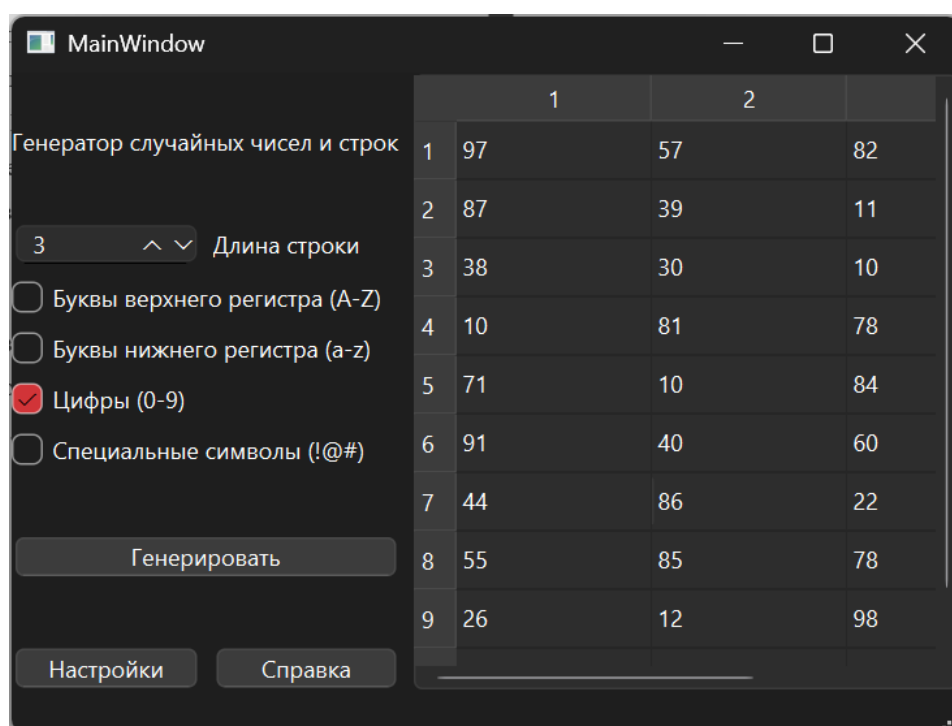 MainWindow
Генератор случайных чисел и строк
3 Длина строки
Буквы верхнего регистра (A-Z)
Буквы нижнего регистра (a-z)
Цифры (0-9)
Специальные символы (!@#)
Генерировать
Настройки Справка
1 2
1 97 57 82
2 87 39 11
3 38 30 10
4 10 81 78
5 71 10 84
6 91 40 60
7 44 86 22
8 55 85 78
9 26 12 98